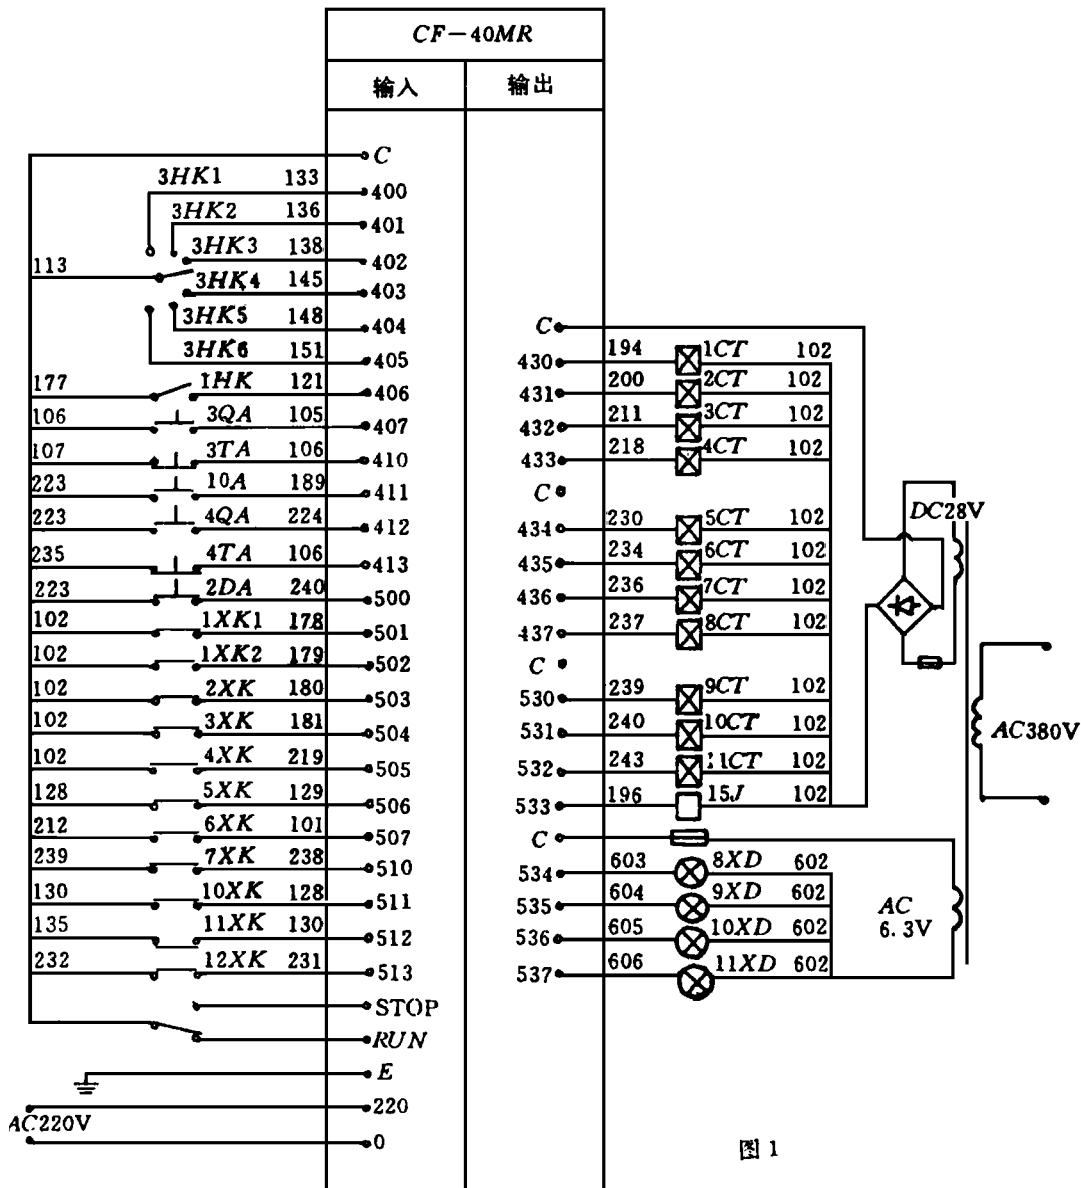 CF-40MR
输入 输出
C
3HK1 133 400
3HK2 136 401
3HK3 138 402
113
3HK4 145 403
3HK5 148 404
C
3HK6 151 405
430 194 1CT 102
177 1HK 121 406
431 200 2CT 102
106 3QA 105 407
432 211 3CT 102
107 3TA 106 410
433 218 4CT 102
223 10A 189 411
C
DC28V
223 4QA 224 412
434 230 5CT 102
235 4TA 106 413
435 234 6CT 102
223 2DA 240 500
436 236 7CT 102
102 1XK1 178 501
437 237 8CT 102
102 1XK2 179 502
C
102 2XK 180 503
530 239 9CT 102
102 3XK 181 504
531 240 10CT 102
AC380V
102 4XK 219 505
532 243 11CT 102
128 5XK 129 506
533 196 15J 102
212 6XK 101 507
C
239 7XK 238 510
534 603 8XD 602
130 10XK 128 511
535 604 9XD 602
AC
6.3V
135 11XK 130 512
536 605 10XD 602
232 12XK 231 513
537 606 11XD 602
STOP
RUN
E
220
AC220V
0
图 1